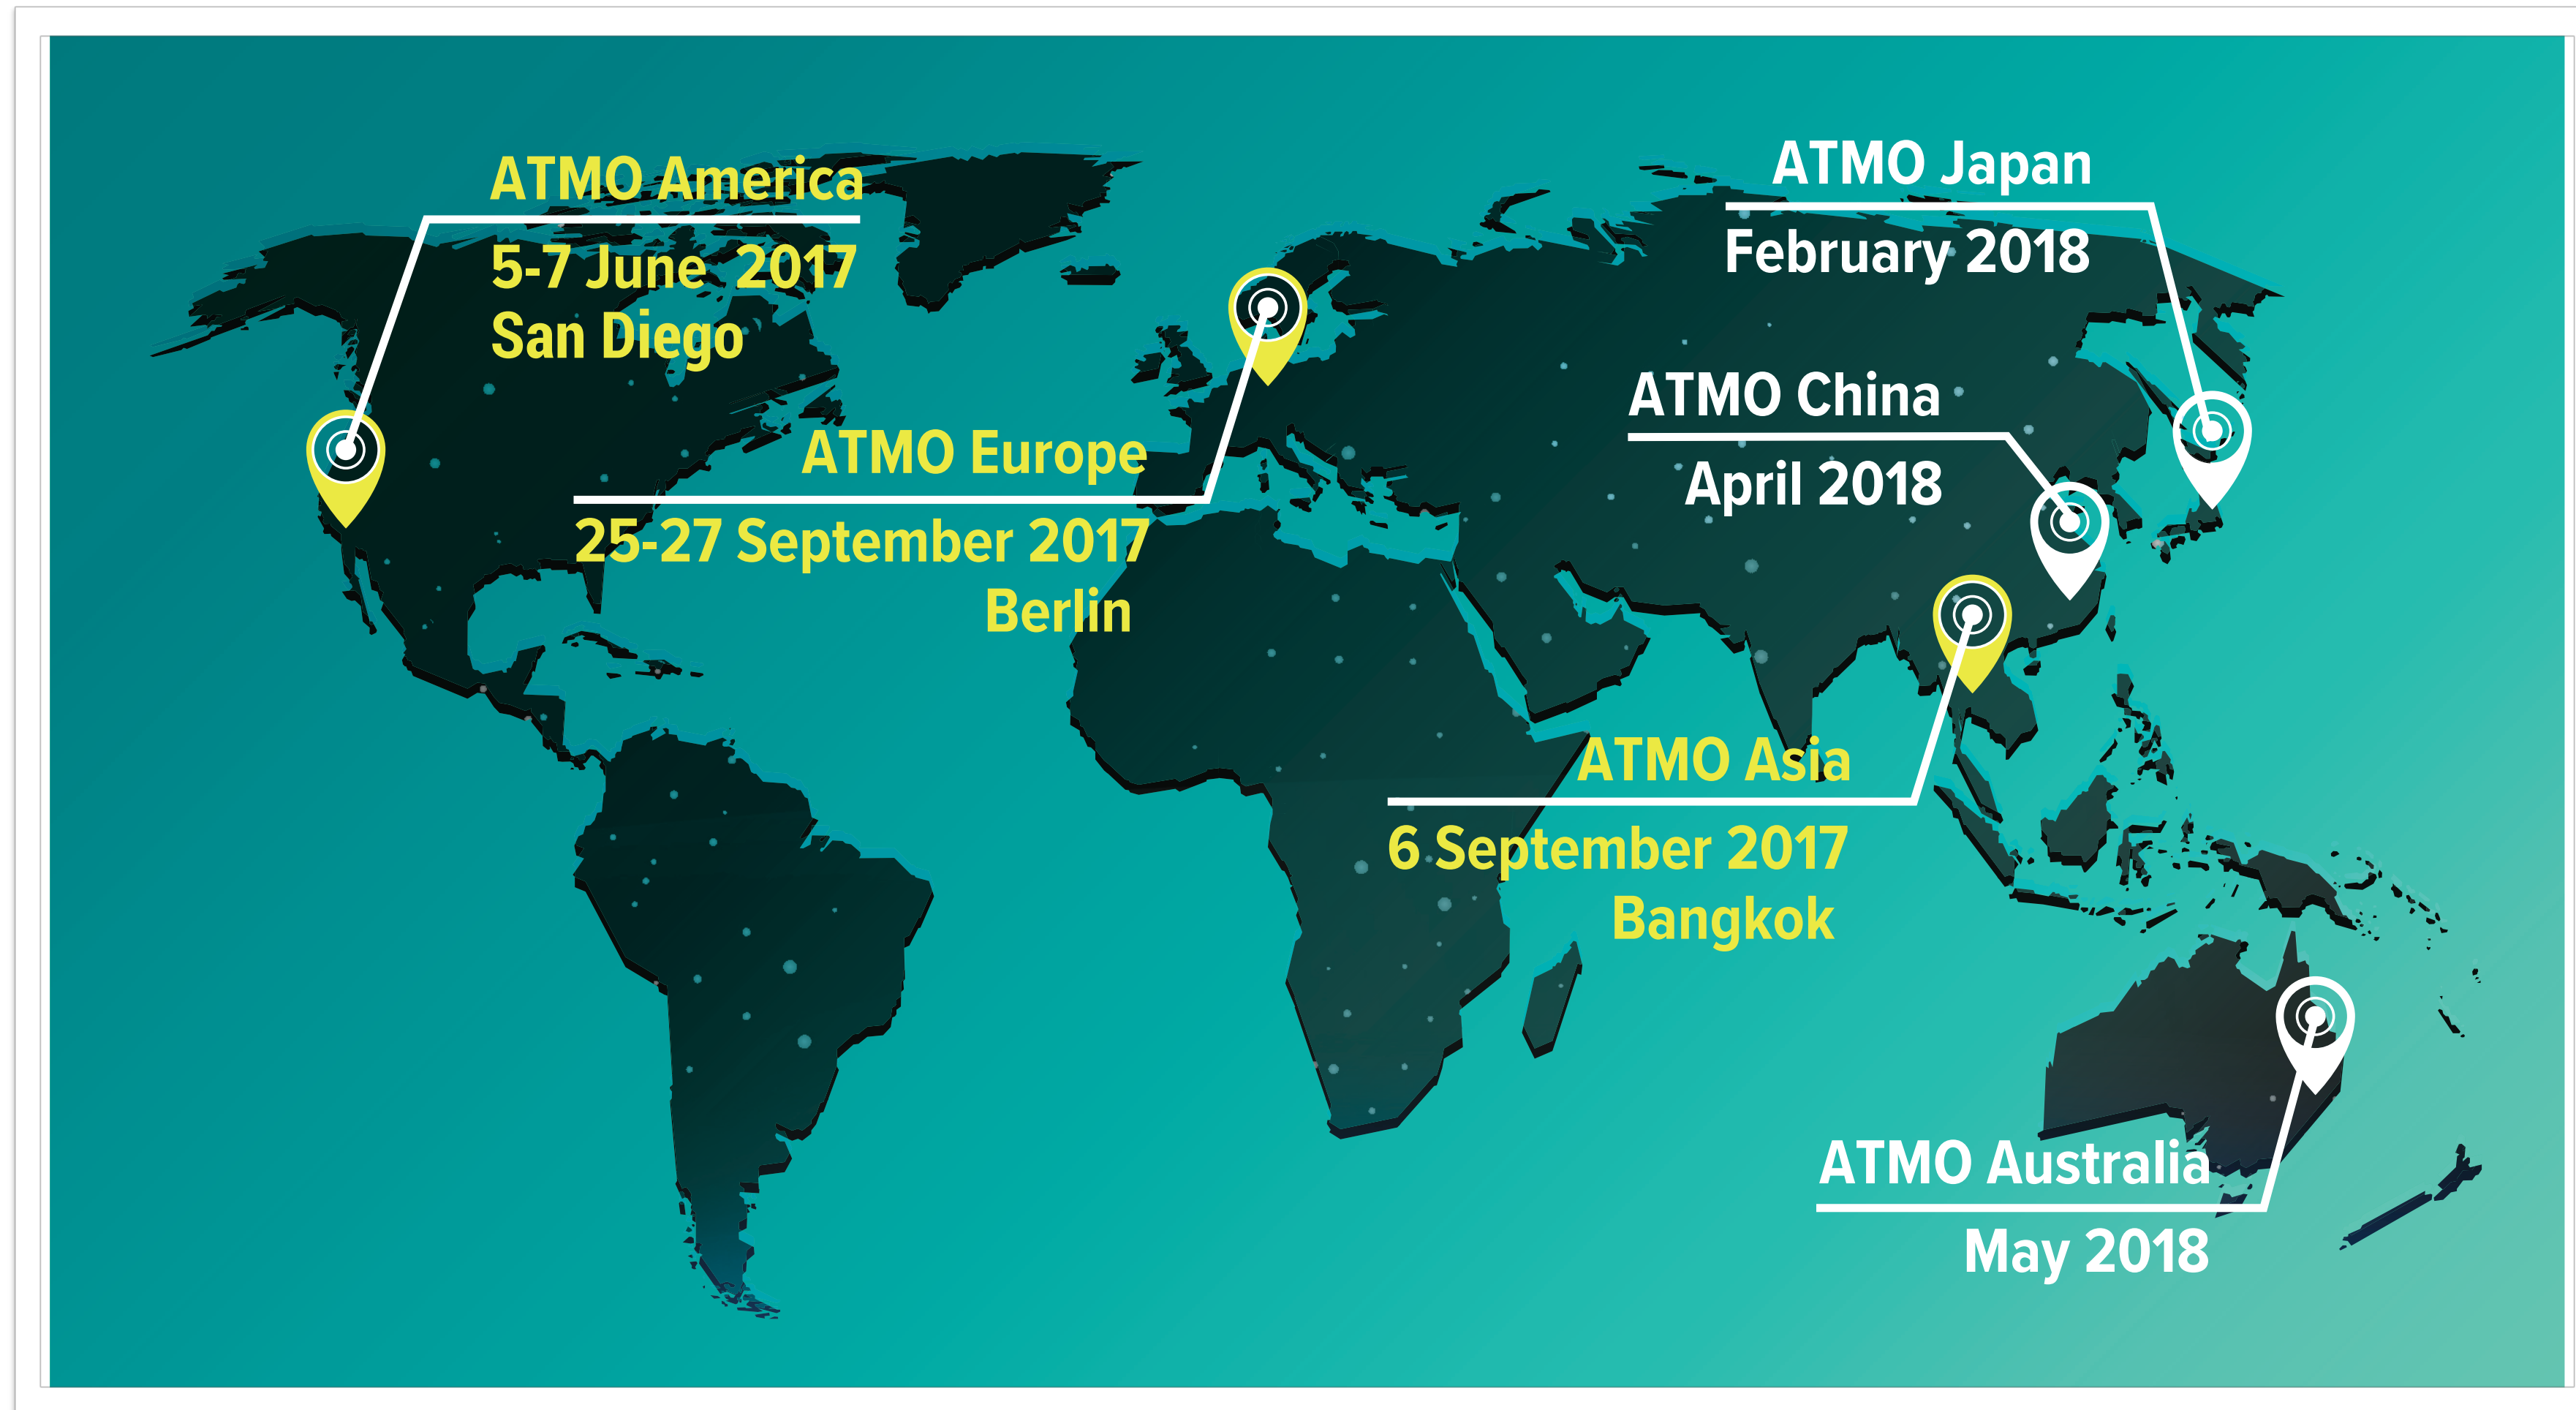 ATMO America
5-7 June 2017
San Diego
ATMO Europe
25-27 September 2017
Berlin
ATMO Japan
February 2018
ATMO China
April 2018
ATMO Asia
6 September 2017
Bangkok
ATMO Australia
May 2018